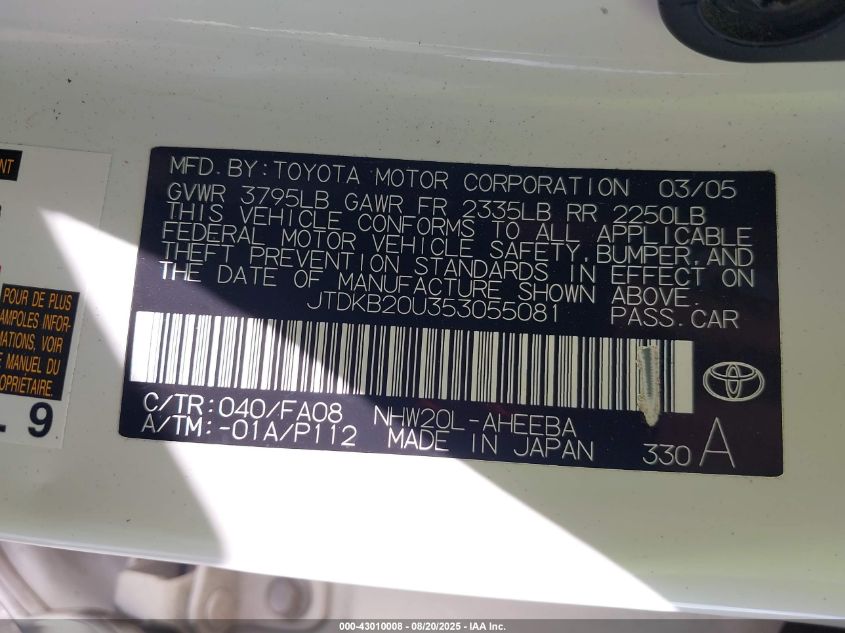 MFD. BY: TOYOTA MOTOR CORPORATION 03/05
GVWR 3795LB GAWR FR 2335LB RR 2250LB
THIS VEHICLE CONFORMS TO ALL APPLICABLE
FEDERAL MOTOR VEHICLE SAFETY, BUMPER, AND
THEFT PREVENTION STANDARDS IN EFFECT ON
THE DATE OF MANUFACTURE SHOWN ABOVE.
JTDKB20U353055081 PASS. CAR
C/TR: 040/FA08 NHW20L-AHEEBA
A/TM: -01A/P112 MADE IN JAPAN 330 A
POUR DE PLUS
AMPOLES INFOR-
MATIONS, VOIR
E MANUEL DU
OPRIÉTAIRE.
9
000-43010008 - 08/20/2025 - IAA Inc.